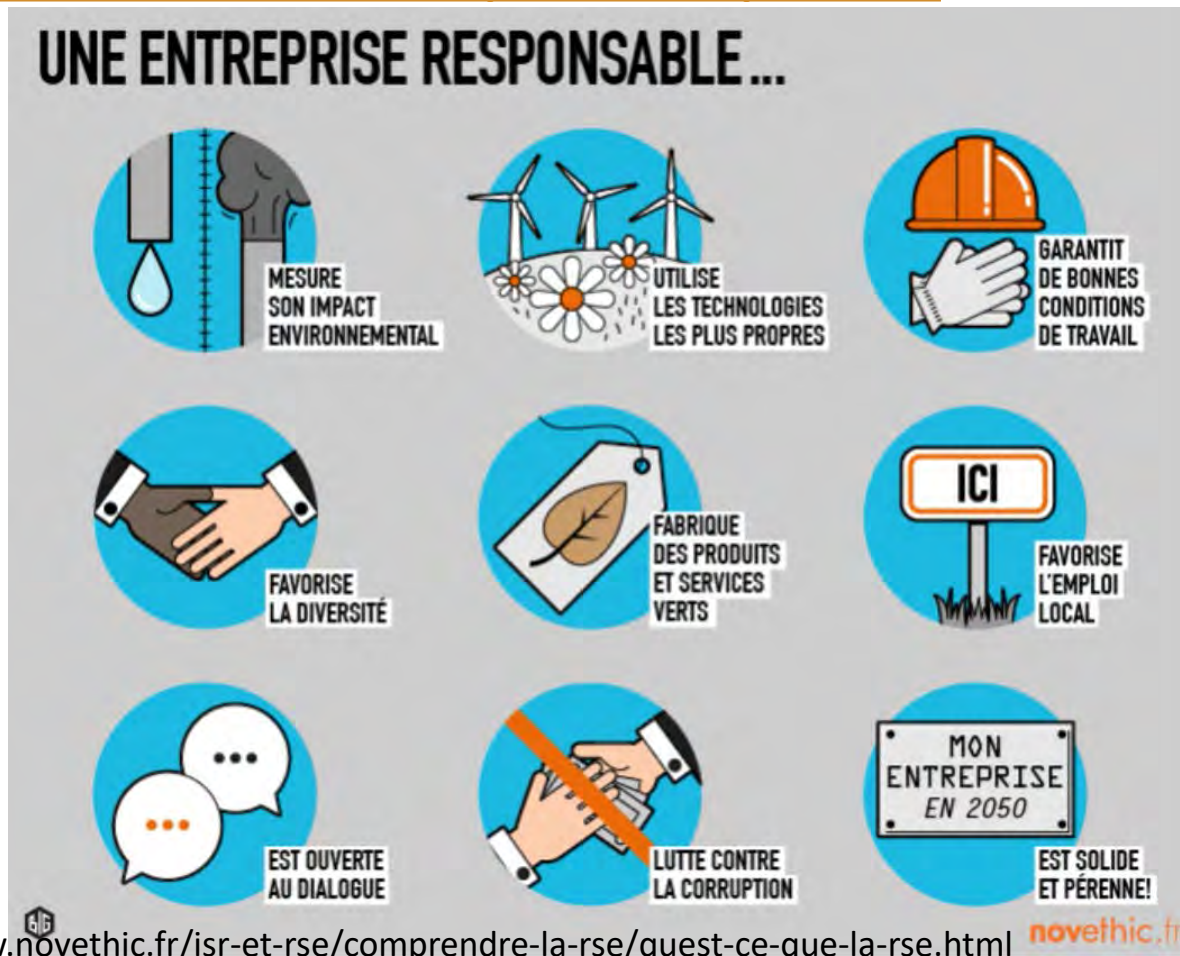 UNE ENTREPRISE RESPONSABLE...
MESURE
SON IMPACT
ENVIRONNEMENTAL
UTILISE
LES TECHNOLOGIES
LES PLUS PROPRES
GARANTIT
DE BONNES
CONDITIONS
DE TRAVAIL
FAVORISE
LA DIVERSITÉ
FABRIQUE
DES PRODUITS
ET SERVICES
VERTS
ICI
FAVORISE
L'EMPLOI
LOCAL
EST OUVERTE
AU DIALOGUE
LUTTE CONTRE
LA CORRUPTION
MON
ENTREPRISE
EN 2050
EST SOLIDE
ET PÉRENNE!
.novethic.fr/isr-et-rse/comprendre-la-rse/quest-ce-que-la-rse.html
novethic.fr